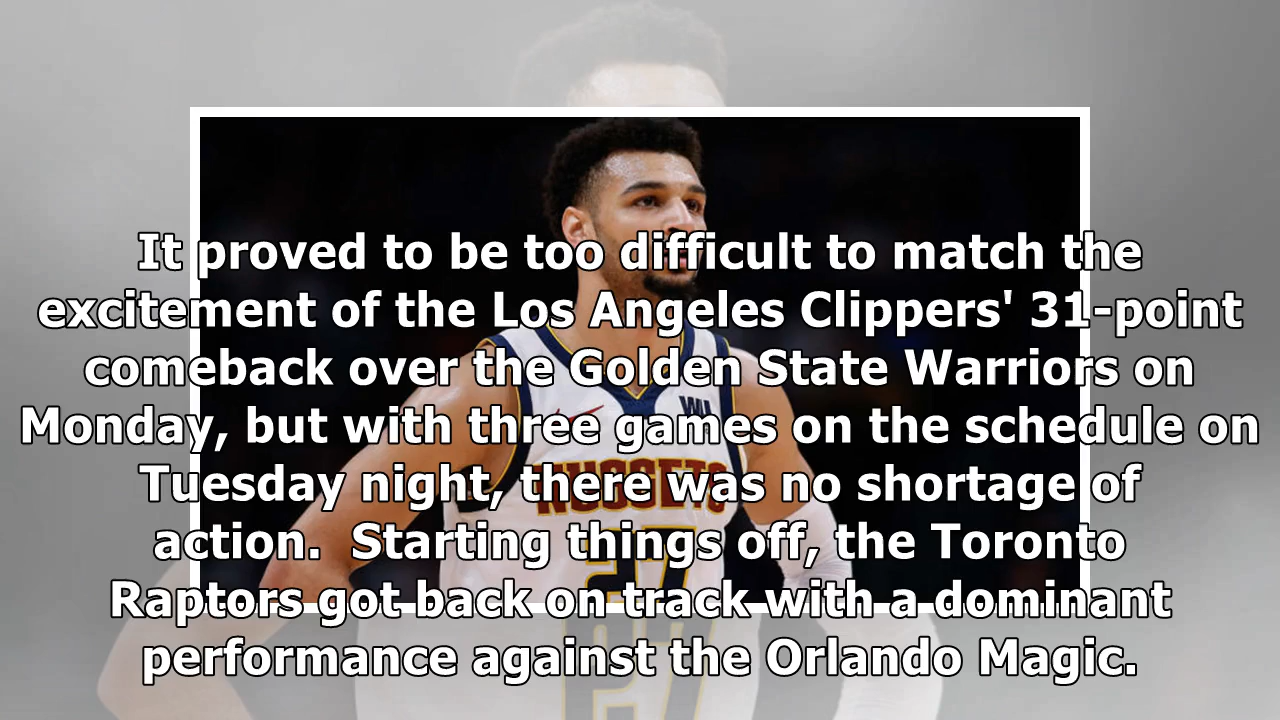 It proved to be too difficult to match the
excitement of the Los Angeles Clippers' 31-point
comeback over the Golden State Warriors on
Monday, but with three games on the schedule on
Tuesday night, there was no shortage of
action.  Starting things off, the Toronto
Raptors got back on track with a dominant
performance against the Orlando Magic.
WU
NUGGETS
27